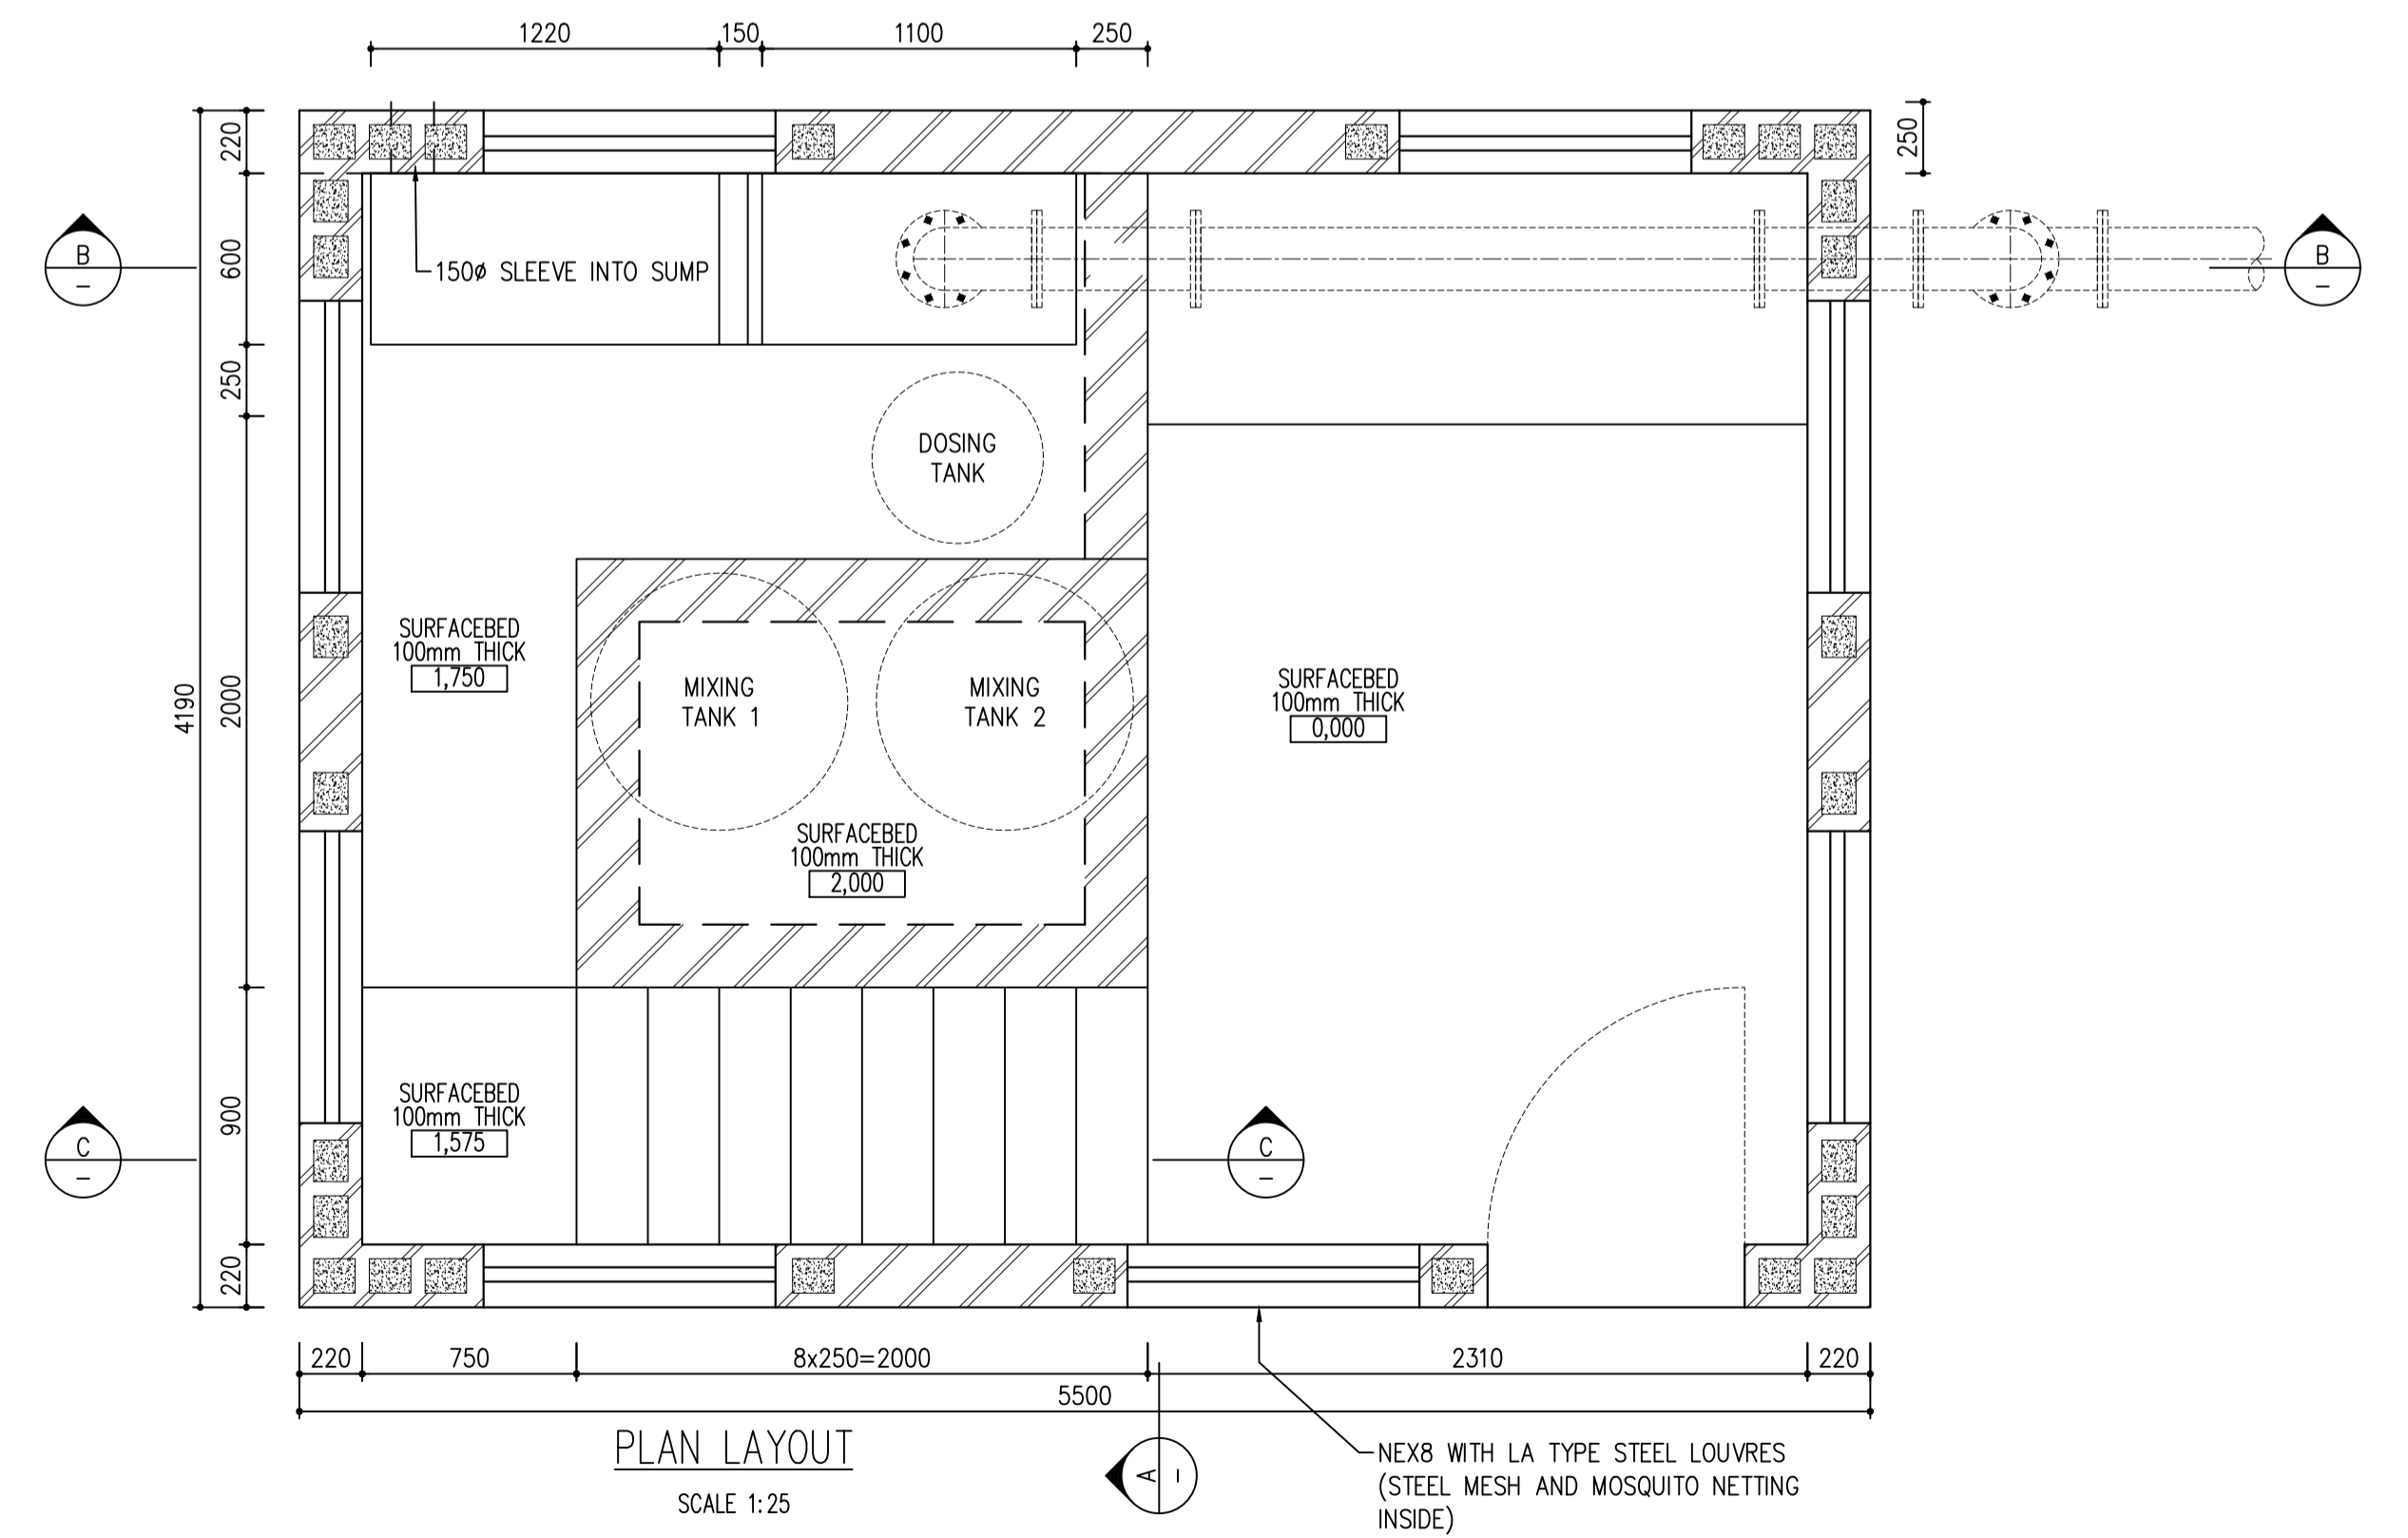 1220 150 1100 250
220
250
600
B
–
B
–
150ø SLEEVE INTO SUMP
250
DOSING
TANK
SURFACEBED
100mm THICK
1,750
MIXING
TANK 1
MIXING
TANK 2
SURFACEBED
100mm THICK
0,000
4190
2000
SURFACEBED
100mm THICK
2,000
SURFACEBED
100mm THICK
1,575
900
C
–
C
–
220
220 750 8x250=2000 2310 220
5500
PLAN LAYOUT
SCALE 1:25
A
–
NEX8 WITH LA TYPE STEEL LOUVRES
(STEEL MESH AND MOSQUITO NETTING
INSIDE)